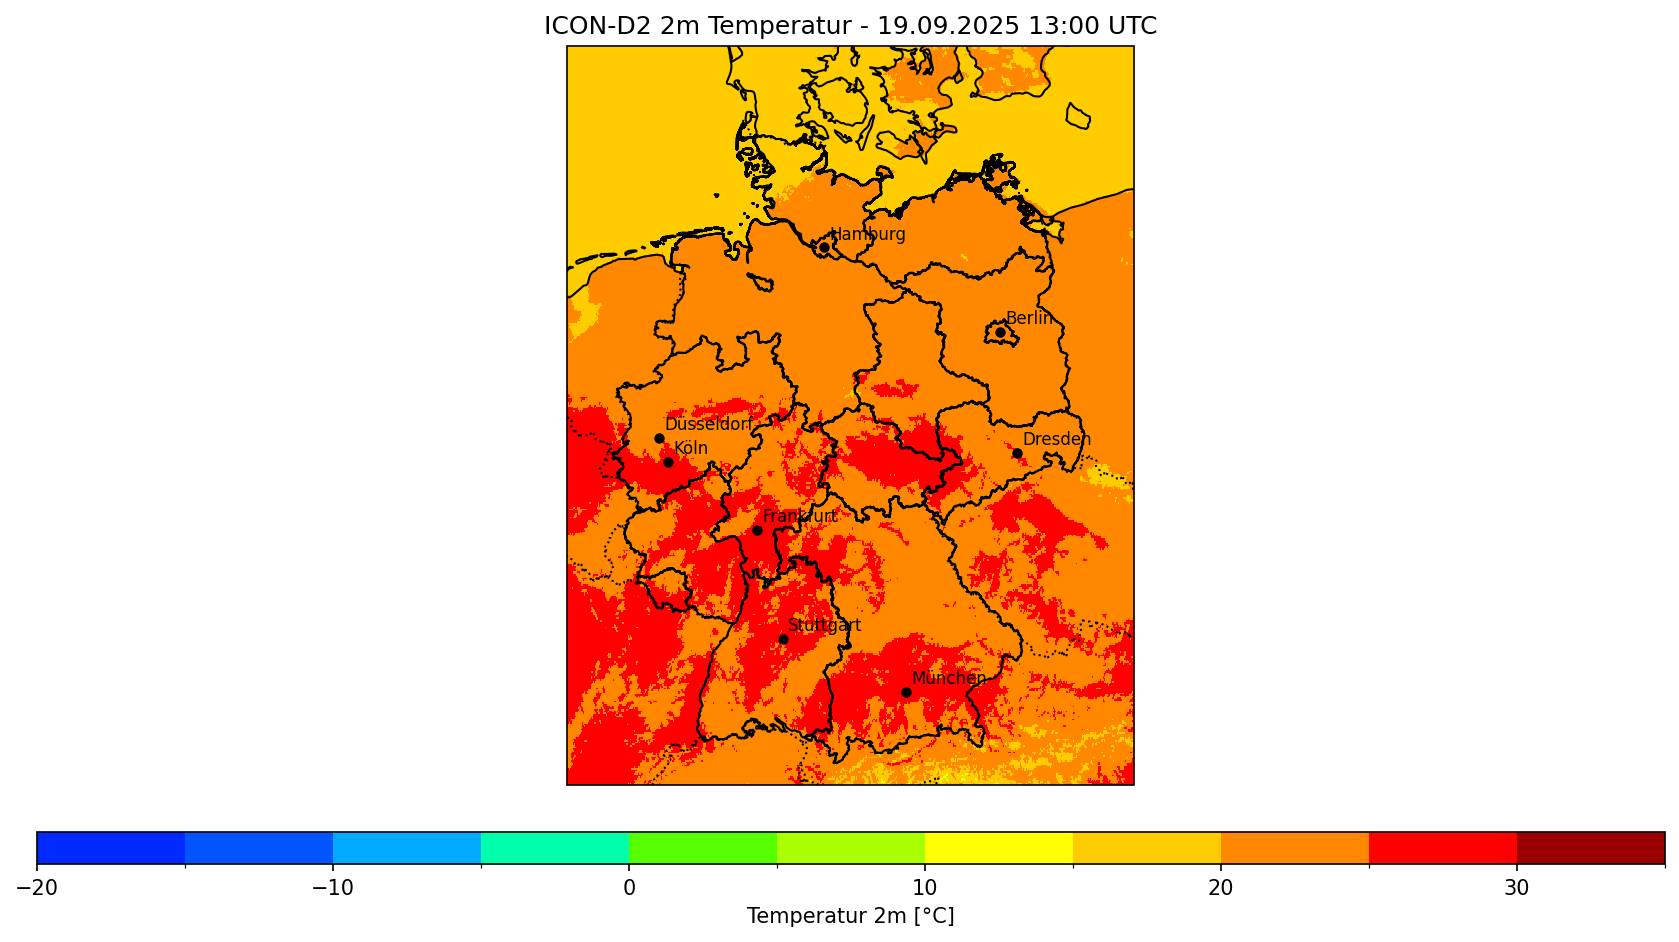 ICON-D2 2m Temperatur - 19.09.2025 13:00 UTC
Hamburg
Berlin
Düsseldorf
Köln
Dresden
Frankfurt
Stuttgart
München
−20
−10
0
10
20
30
Temperatur 2m [°C]